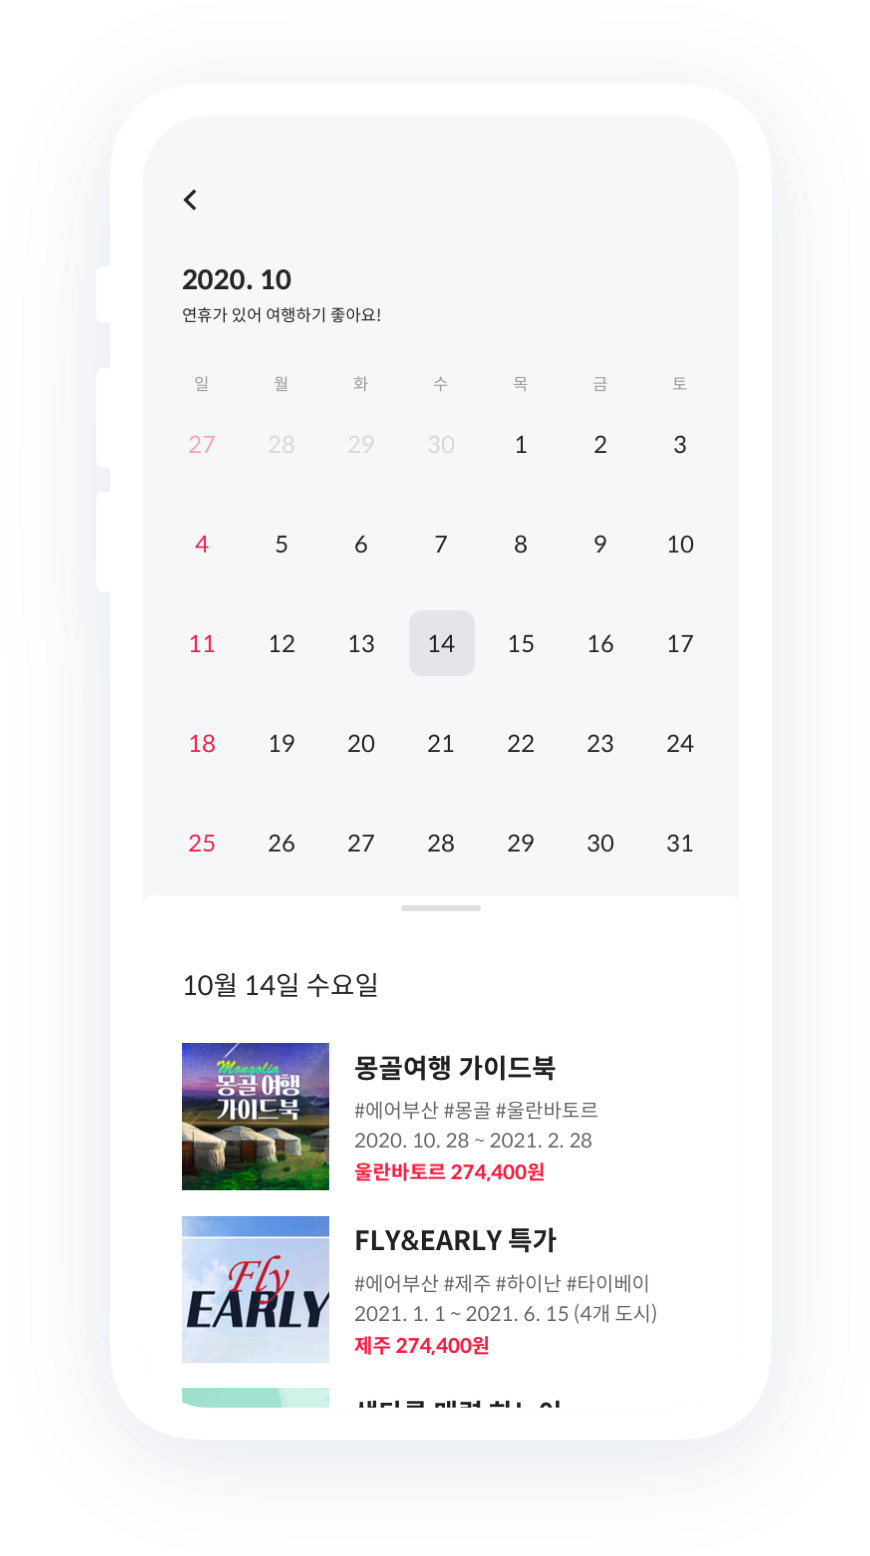 2020. 10
연휴가 있어 여행하기 좋아요!
일 월 화 수 목 금 토
27 28 29 30 1 2 3
4 5 6 7 8 9 10
11 12 13 14 15 16 17
18 19 20 21 22 23 24
25 26 27 28 29 30 31
10월 14일 수요일
Mongolia
몽골 여행
가이드북
몽골여행 가이드북
#에어부산 #몽골 #울란바토르
2020. 10. 28 ~ 2021. 2. 28
울란바토르 274,400원
Fly
EARLY
FLY&EARLY 특가
#에어부산 #제주 #하이난 #타이베이
2021. 1. 1 ~ 2021. 6. 15 (4개 도시)
제주 274,400원